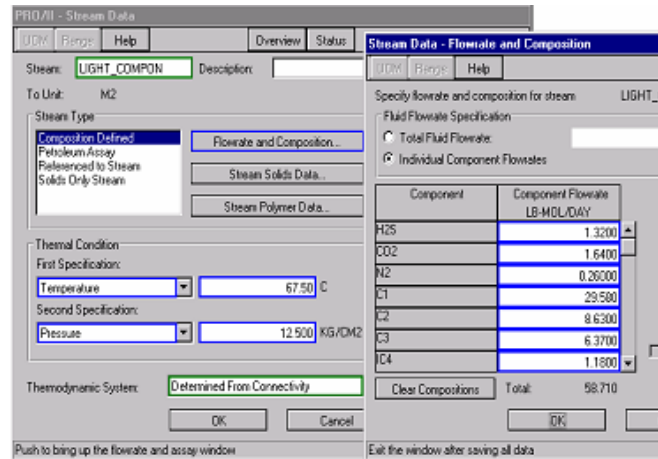 PRO/II - Stream Data
UOM Range Help Overview Status
Stream: LIGHT_COMPON Description:
To Unit: M2
Stream Type
Composition Defined
Petroleum Assay
Referenced to Stream
Solids Only Stream
Flowrate and Composition...
Stream Solids Data...
Stream Polymer Data...
Thermal Condition
First Specification:
Temperature 67.50 C
Second Specification:
Pressure 12.500 KG/CM2
Thermodynamic System: Determined From Connectivity
OK Cancel
Push to bring up the flowrate and assay window
Stream Data - Flowrate and Composition
UOM Range Help
Specify flowrate and composition for stream LIGHT_
Fluid Flowrate Specification
Total Fluid Flowrate:
Individual Component Flowrates
Component Component Flowrate
LB-MOL/DAY
H2S 1.3200
CO2 1.6400
N2 0.26000
C1 29.580
C2 8.6300
C3 6.3700
IC4 1.1800
Clear Compositions Total: 58.710
OK
Exit the window after saving all data